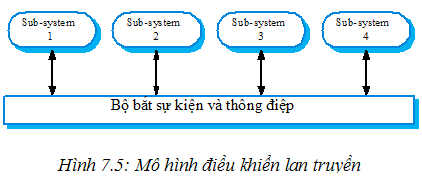 Sub-system
1
Sub-system
2
Sub-system
3
Sub-system
4
Bộ bắt sự kiện và thông điệp
Hình 7.5: Mô hình điều khiển lan truyền